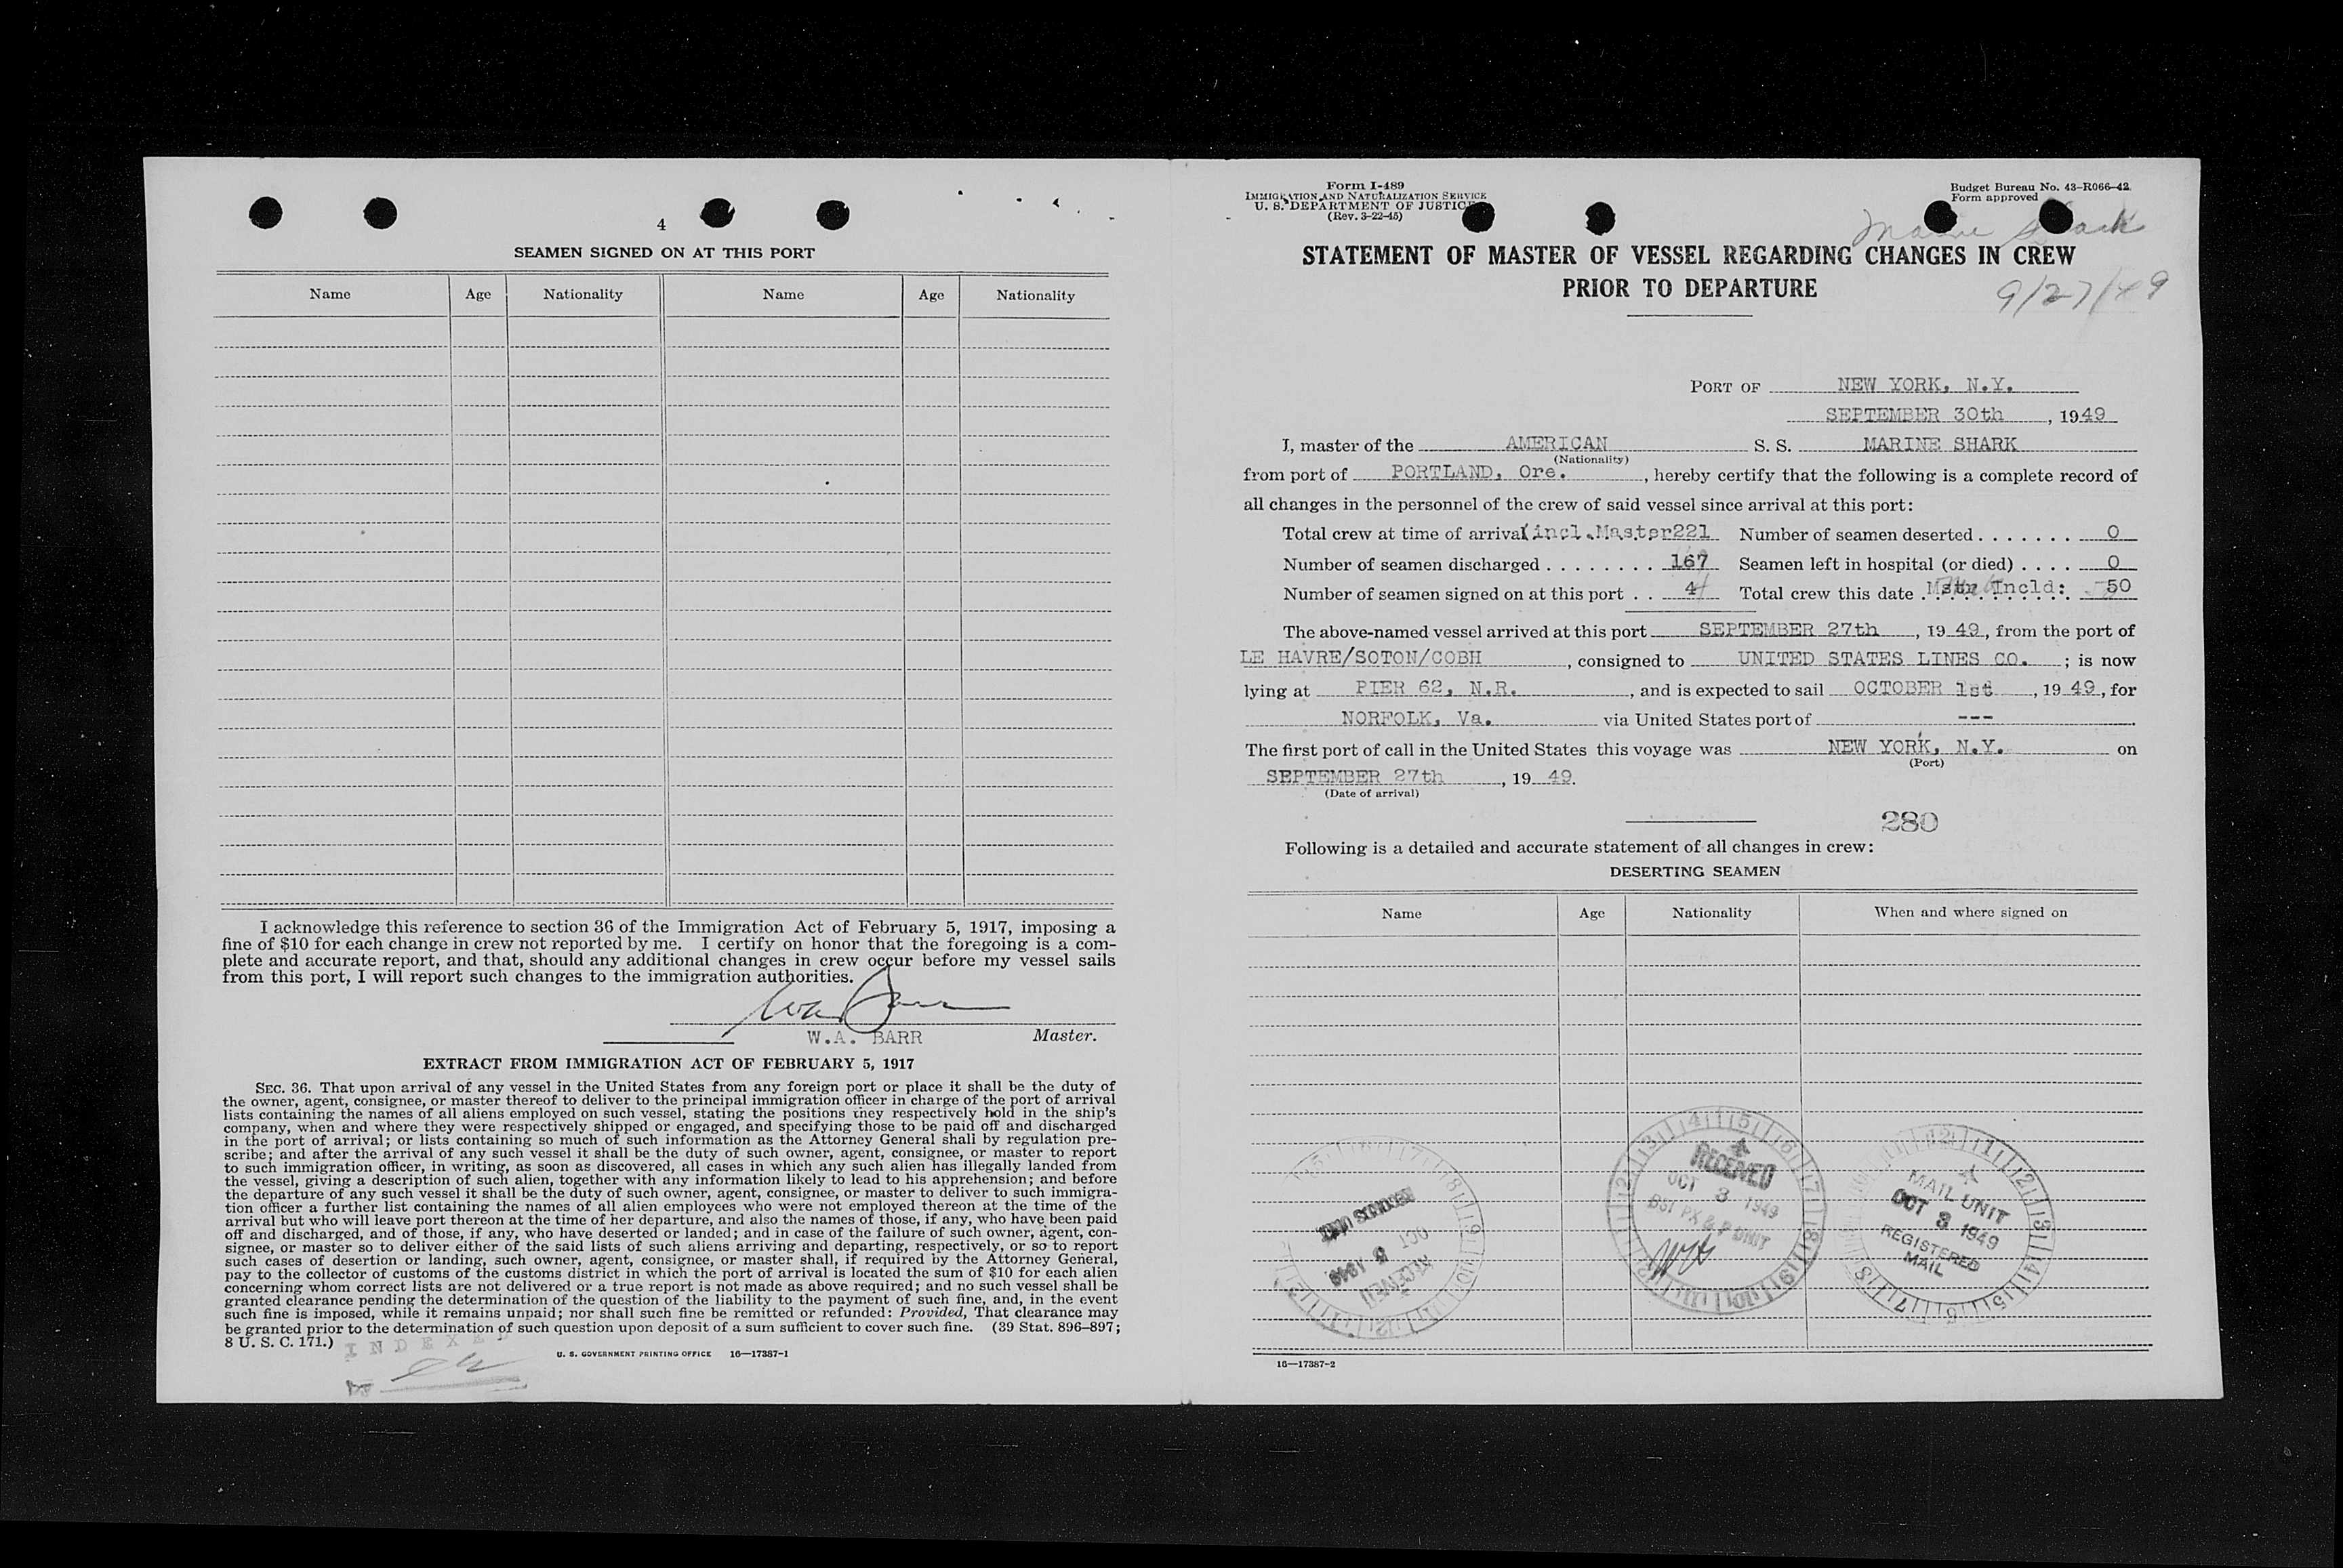 4
SEAMEN SIGNED ON AT THIS PORT
Name Age Nationality Name Age Nationality
I acknowledge this reference to section 36 of the Immigration Act of February 5, 1917, imposing a
fine of $10 for each change in crew not reported by me. I certify on honor that the foregoing is a com-
plete and accurate report, and that, should any additional changes in crew occur before my vessel sails
from this port, I will report such changes to the immigration authorities.
W.A. BARR Master.
EXTRACT FROM IMMIGRATION ACT OF FEBRUARY 5, 1917
SEC. 36. That upon arrival of any vessel in the United States from any foreign port or place it shall be the duty of
the owner, agent, consignee, or master thereof to deliver to the principal immigration officer in charge of the port of arrival
lists containing the names of all aliens employed on such vessel, stating the positions they respectively hold in the ship's
company, when and where they were respectively shipped or engaged, and specifying those to be paid off and discharged
in the port of arrival; or lists containing so much of such information as the Attorney General shall by regulation pre-
scribe; and after the arrival of any such vessel it shall be the duty of such owner, agent, consignee, or master to report
to such immigration officer, in writing, as soon as discovered, all cases in which any such alien has illegally landed from
the vessel, giving a description of such alien, together with any information likely to lead to his apprehension; and before
the departure of any such vessel it shall be the duty of such owner, agent, consignee, or master to deliver to such immigra-
tion officer a further list containing the names of all alien employees who were not employed thereon at the time of the
arrival but who will leave port thereon at the time of her departure, and also the names of those, if any, who have been paid
off and discharged, and of those, if any, who have deserted or landed; and in case of the failure of such owner, agent, con-
signee, or master so to deliver either of the said lists of such aliens arriving and departing, respectively, or so to report
such cases of desertion or landing, such owner, agent, consignee, or master shall, if required by the Attorney General,
pay to the collector of customs of the customs district in which the port of arrival is located the sum of $10 for each alien
concerning whom correct lists are not delivered or a true report is not made as above required; and no such vessel shall be
granted clearance pending the determination of the question of the liability to the payment of such fine, and, in the event
such fine is imposed, while it remains unpaid; nor shall such fine be remitted or refunded: Provided, That clearance may
be granted prior to the determination of such question upon deposit of a sum sufficient to cover such fine. (39 Stat. 896–897;
8 U. S. C. 171.)
INDEXED
BY
U. S. GOVERNMENT PRINTING OFFICE 16—17387-1
Form I-489
IMMIGRATION AND NATURALIZATION SERVICE
U. S. DEPARTMENT OF JUSTICE
(Rev. 3-22-45)
Budget Bureau No. 43-R066-42
Form approved
Marine Shark
STATEMENT OF MASTER OF VESSEL REGARDING CHANGES IN CREW
PRIOR TO DEPARTURE
9/27/49
PORT OF NEW YORK, N.Y.
SEPTEMBER 30th, 1949
I, master of the AMERICAN S. S. MARINE SHARK
(Nationality)
from port of PORTLAND, Ore., hereby certify that the following is a complete record of
all changes in the personnel of the crew of said vessel since arrival at this port:
Total crew at time of arrival(incl.Master221 Number of seamen deserted . . . . . . . 0
Number of seamen discharged . . . . . . . . 167 Seamen left in hospital (or died) . . . . 0
Number of seamen signed on at this port . . 4 Total crew this date Mstr Incld: 50
The above-named vessel arrived at this port SEPTEMBER 27th, 19 49, from the port of
LE HAVRE/SOTON/COBH, consigned to UNITED STATES LINES CO. ; is now
lying at PIER 62, N.R., and is expected to sail OCTOBER 1st, 19 49, for
NORFOLK, Va. via United States port of ---
The first port of call in the United States this voyage was NEW YORK, N.Y. on
(Port)
SEPTEMBER 27th, 19 49.
(Date of arrival)
280
Following is a detailed and accurate statement of all changes in crew:
DESERTING SEAMEN
Name Age Nationality When and where signed on
OCT
RECEIVED
RECEIVED
OCT 3 1949
BSI PX & P UNIT
MAIL UNIT
OCT 3 1949
REGISTERED
MAIL
16—17387-2